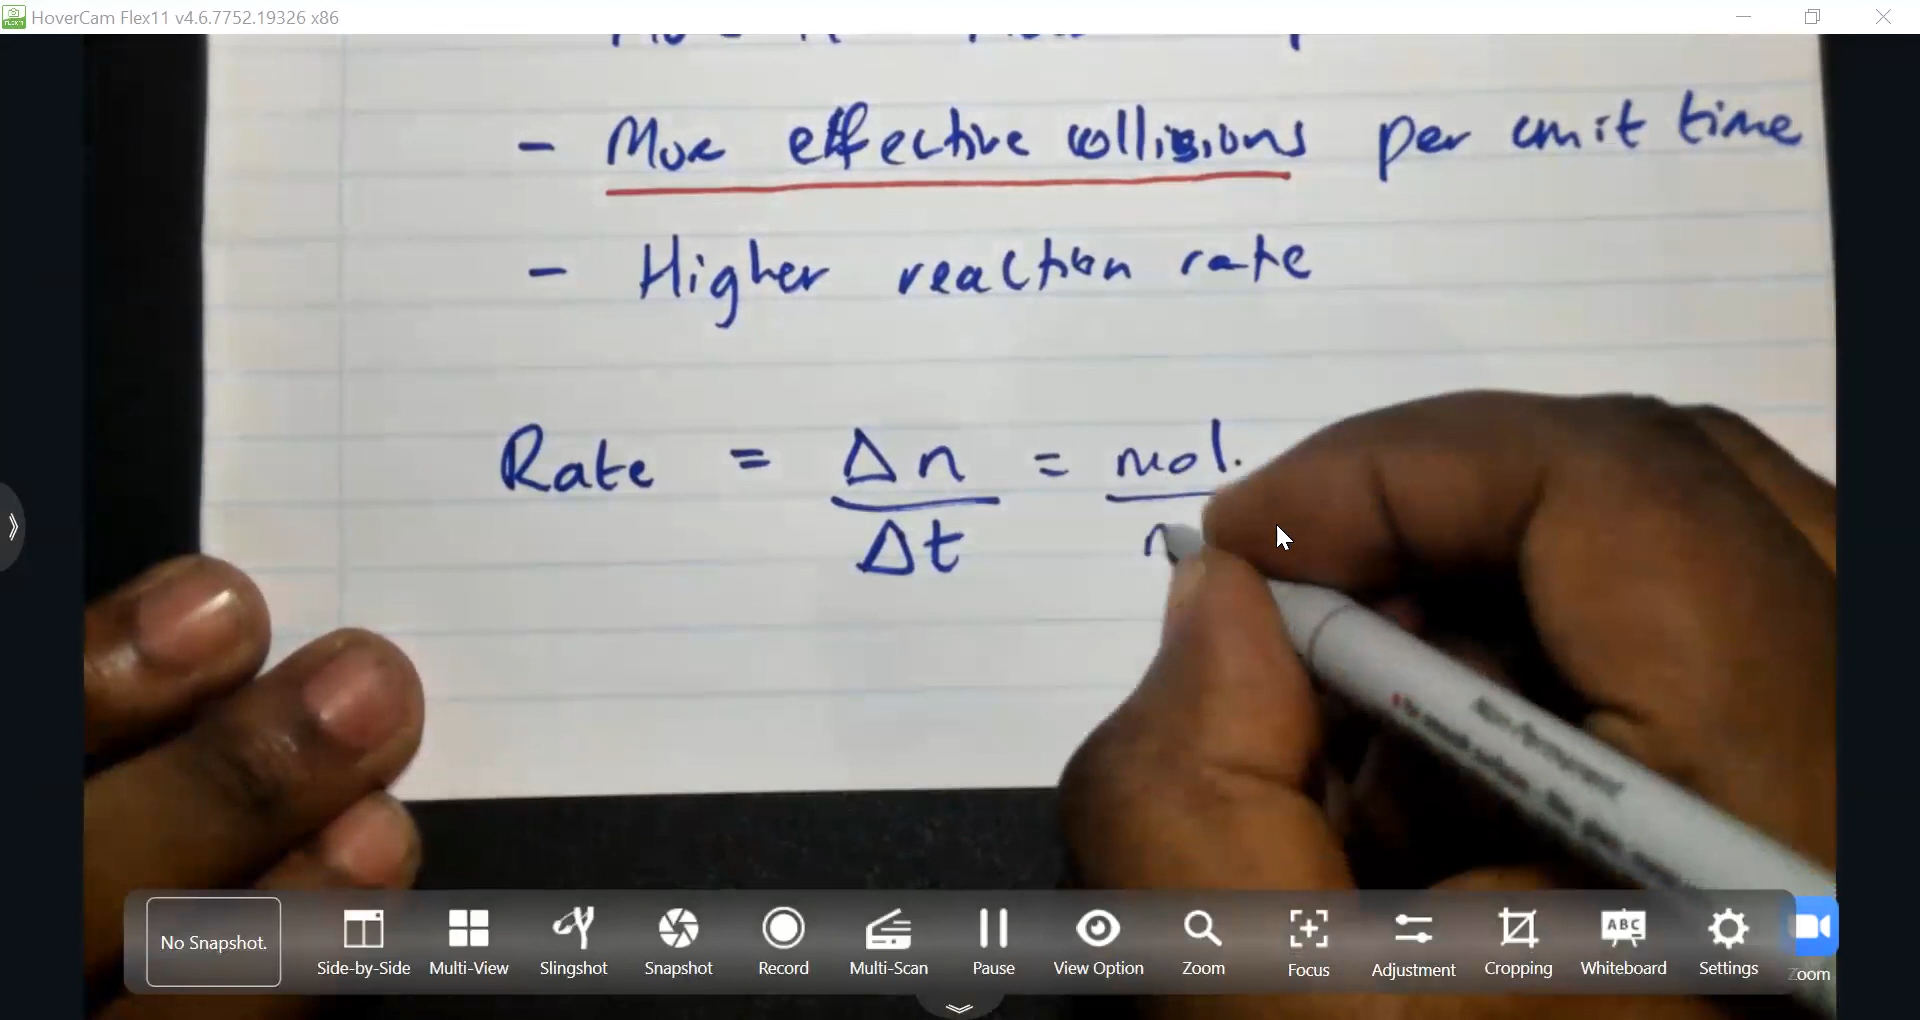 HoverCam Flex11 v4.6.7752.19326 x86
- More effective collisions per unit time
- Higher reaction rate
Rate = Δn = mol.
Δt
No Snapshot.
Side-by-Side Multi-View Slingshot Snapshot Record Multi-Scan Pause View Option Zoom Focus Adjustment Cropping Whiteboard Settings Zoom